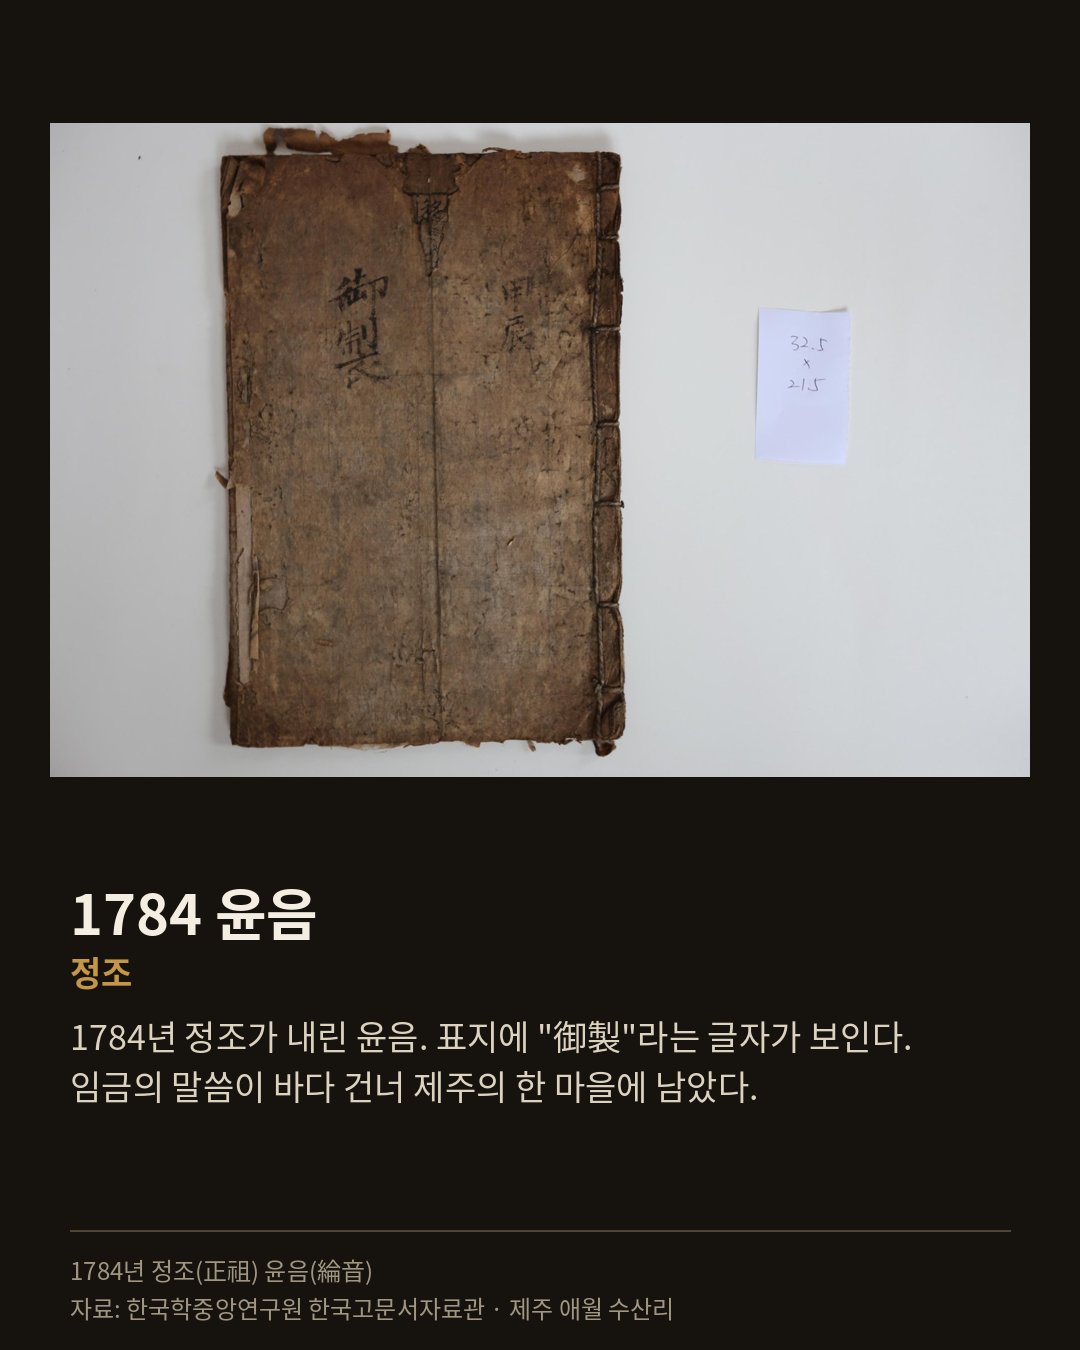 甲辰
御製
32.5
×
21.5
1784 윤음
정조
1784년 정조가 내린 윤음. 표지에 "御製"라는 글자가 보인다.
임금의 말씀이 바다 건너 제주의 한 마을에 남았다.
1784년 정조(正祖) 윤음(綸音)
자료: 한국학중앙연구원 한국고문서자료관 · 제주 애월 수산리